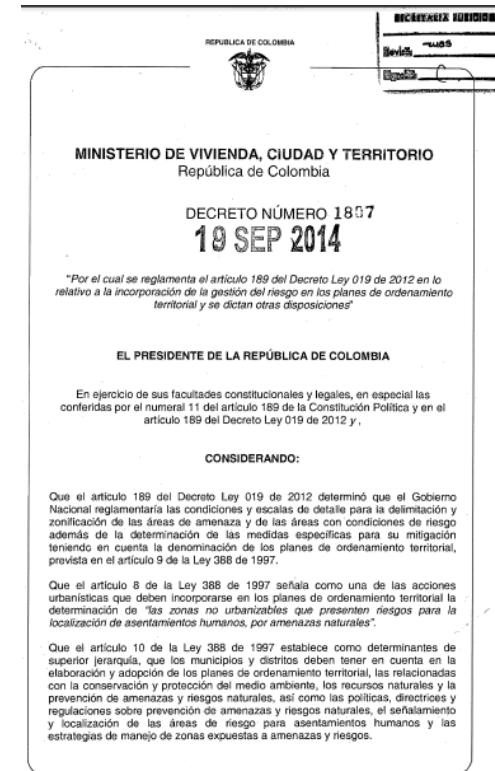 REPUBLICA DE COLOMBIA
MINISTERIO DE VIVIENDA, CIUDAD Y TERRITORIO
República de Colombia
DECRETO NÚMERO 1807
19 SEP 2014
"Por el cual se reglamenta el artículo 189 del Decreto Ley 019 de 2012 en lo
relativo a la incorporación de la gestión del riesgo en los planes de ordenamiento
territorial y se dictan otras disposiciones"
EL PRESIDENTE DE LA REPÚBLICA DE COLOMBIA
En ejercicio de sus facultades constitucionales y legales, en especial las
conferidas por el numeral 11 del artículo 189 de la Constitución Política y en el
artículo 189 del Decreto Ley 019 de 2012 y,
CONSIDERANDO:
Que el artículo 189 del Decreto Ley 019 de 2012 determinó que el Gobierno
Nacional reglamentaría las condiciones y escalas de detalle para la delimitación y
zonificación de las áreas de amenaza y de las áreas con condiciones de riesgo
además de la determinación de las medidas específicas para su mitigación
teniendo en cuenta la denominación de los planes de ordenamiento territorial,
prevista en el artículo 9 de la Ley 388 de 1997.
Que el artículo 8 de la Ley 388 de 1997 señala como una de las acciones
urbanísticas que deben incorporarse en los planes de ordenamiento territorial la
determinación de "las zonas no urbanizables que presenten riesgos para la
localización de asentamientos humanos, por amenazas naturales".
Que el artículo 10 de la Ley 388 de 1997 establece como determinantes de
superior jerarquía, que los municipios y distritos deben tener en cuenta en la
elaboración y adopción de los planes de ordenamiento territorial, las relacionadas
con la conservación y protección del medio ambiente, los recursos naturales y la
prevención de amenazas y riesgos naturales, así como las políticas, directrices y
regulaciones sobre prevención de amenazas y riesgos naturales, el señalamiento
y localización de las áreas de riesgo para asentamientos humanos y las
estrategias de manejo de zonas expuestas a amenazas y riesgos.